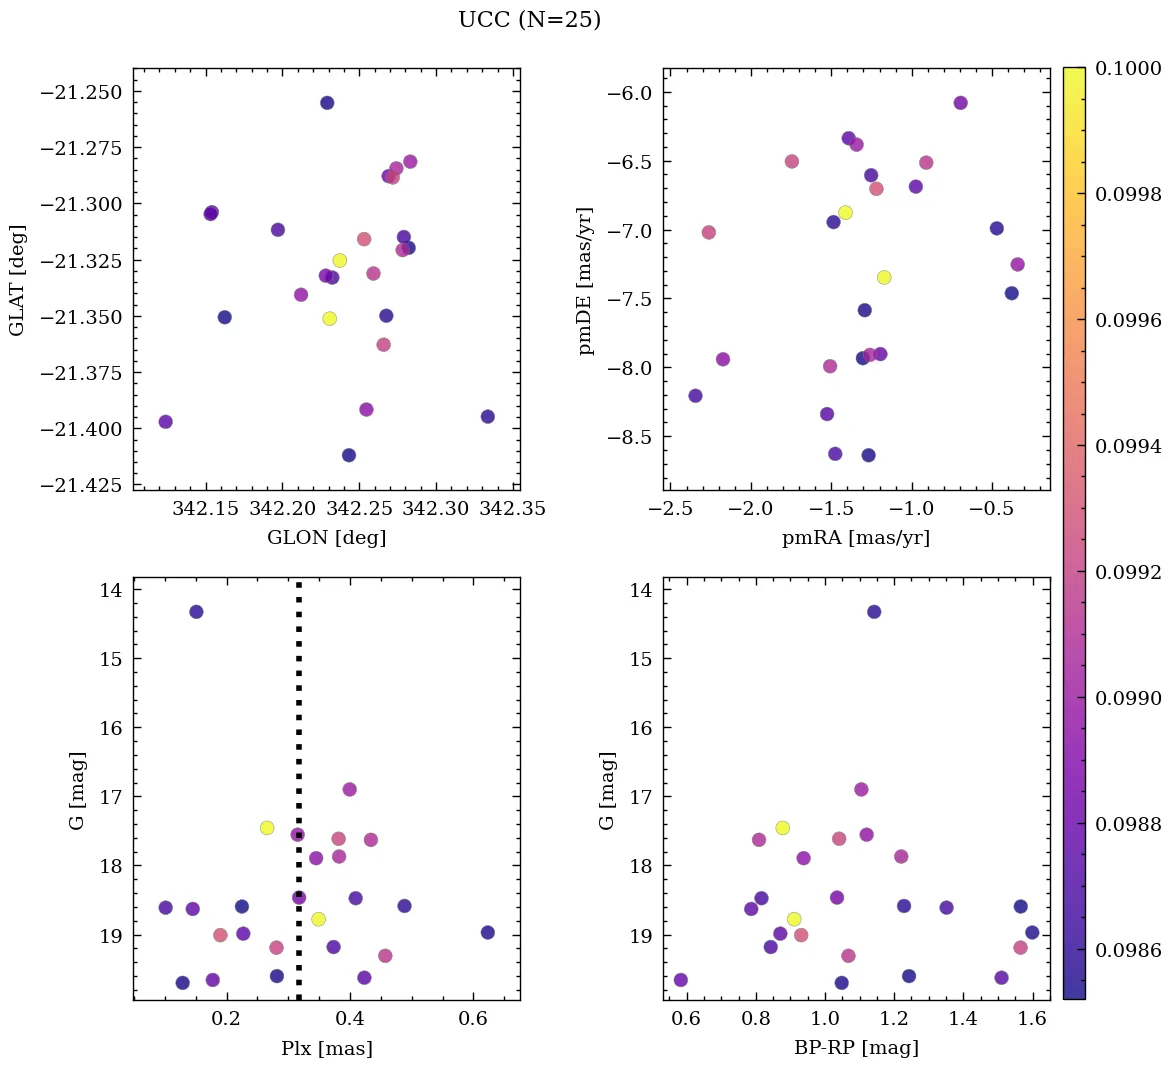 UCC (N=25)
−21.250
−21.275
−21.300
−21.325
−21.350
−21.375
−21.400
−21.425
GLAT [deg]
342.15 342.20 342.25 342.30 342.35
GLON [deg]
−6.0
−6.5
−7.0
−7.5
−8.0
−8.5
pmDE [mas/yr]
−2.5 −2.0 −1.5 −1.0 −0.5
pmRA [mas/yr]
14
15
16
17
18
19
G [mag]
0.2 0.4 0.6
Plx [mas]
14
15
16
17
18
19
G [mag]
0.6 0.8 1.0 1.2 1.4 1.6
BP-RP [mag]
0.1000
0.0998
0.0996
0.0994
0.0992
0.0990
0.0988
0.0986